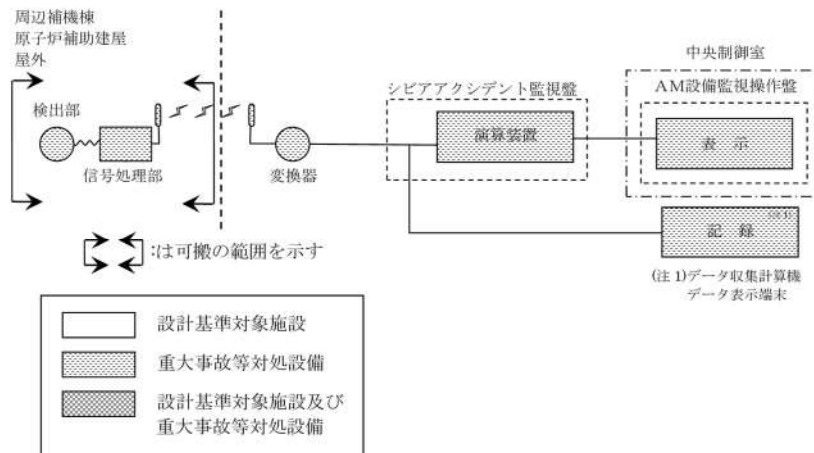 周辺補機棟
原子炉補助建屋
屋外
検出部
信号処理部
変換器
シビアアクシデント監視盤
演算装置
中央制御室
AM設備監視操作盤
表 示
(注1)
記 録
(注1)データ収集計算機
データ表示端末
:は可搬の範囲を示す
設計基準対象施設
重大事故等対処設備
設計基準対象施設及び
重大事故等対処設備